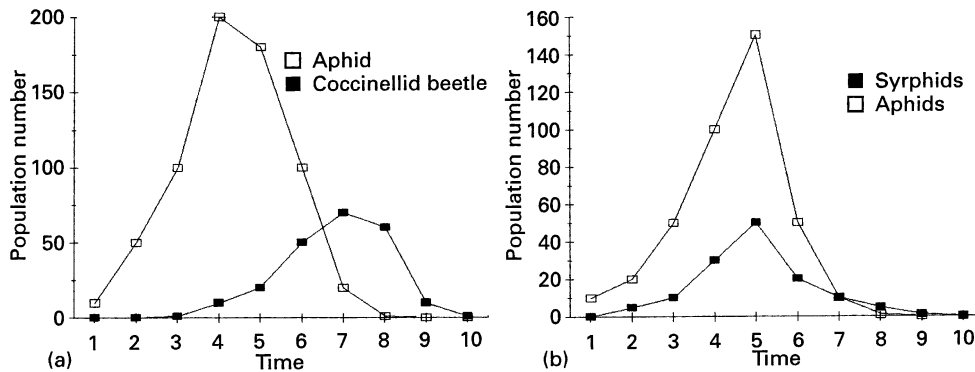 200
150
100
50
0
Population number
Aphid
Coccinellid beetle
1 2 3 4 5 6 7 8 9 10
Time
(a)
160
140
120
100
80
60
40
20
0
Population number
Syrphids
Aphids
1 2 3 4 5 6 7 8 9 10
Time
(b)